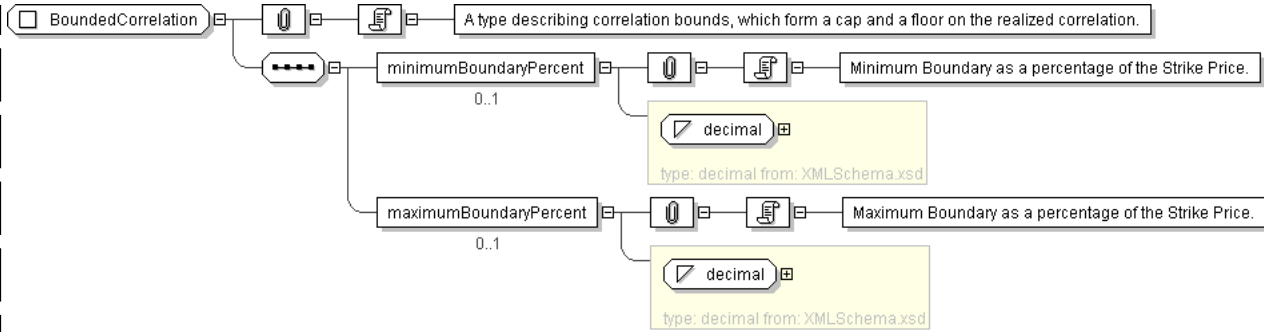 BoundedCorrelation
A type describing correlation bounds, which form a cap and a floor on the realized correlation.
minimumBoundaryPercent
Minimum Boundary as a percentage of the Strike Price.
0..1
decimal
type: decimal from: XMLSchema.xsd
maximumBoundaryPercent
Maximum Boundary as a percentage of the Strike Price.
0..1
decimal
type: decimal from: XMLSchema.xsd